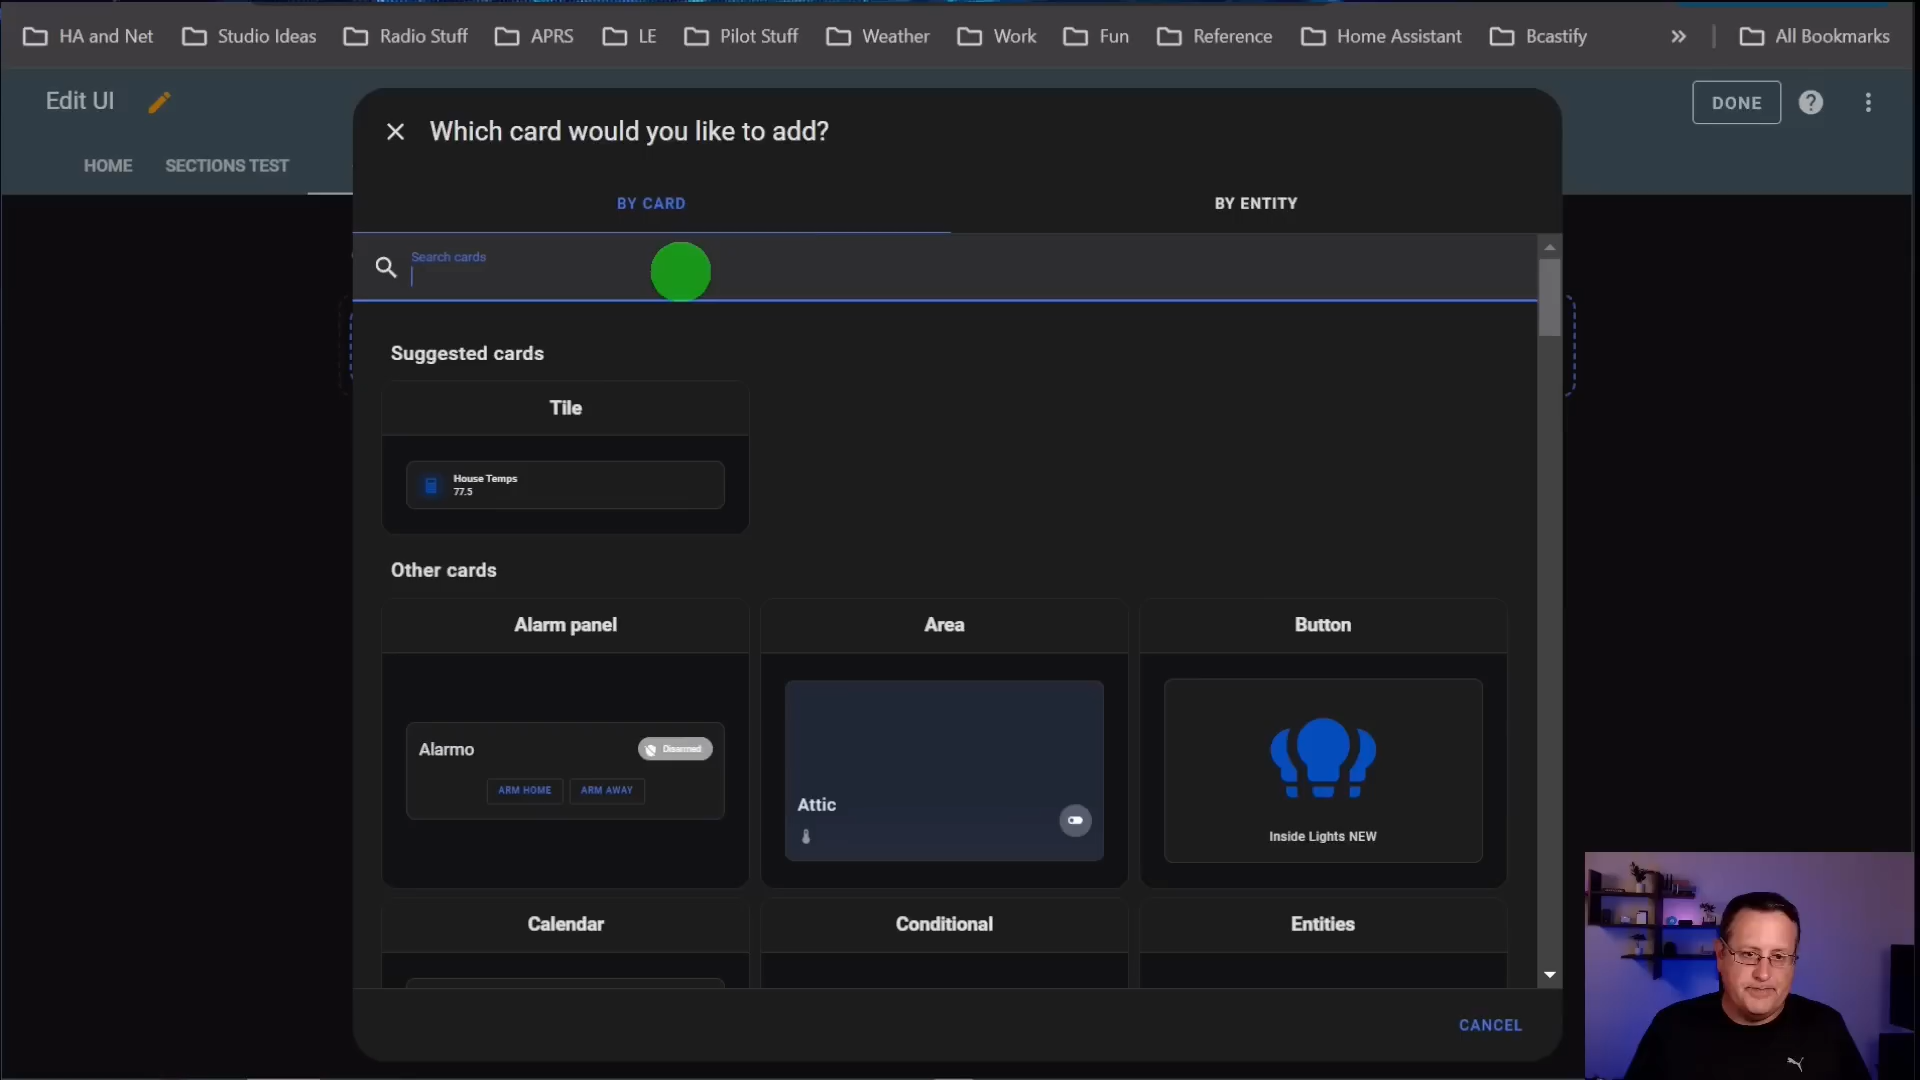 HA and Net Studio Ideas Radio Stuff APRS LE Pilot Stuff Weather Work Fun Reference Home Assistant Bcastify » All Bookmarks
Edit UI
DONE
HOME SECTIONS TEST
Which card would you like to add?
BY CARD BY ENTITY
Search cards
Suggested cards
Tile
House Temps
77.5
Other cards
Alarm panel Area Button
Alarmo Disarmed
ARM HOME ARM AWAY
Attic
Inside Lights NEW
Calendar Conditional Entities
CANCEL